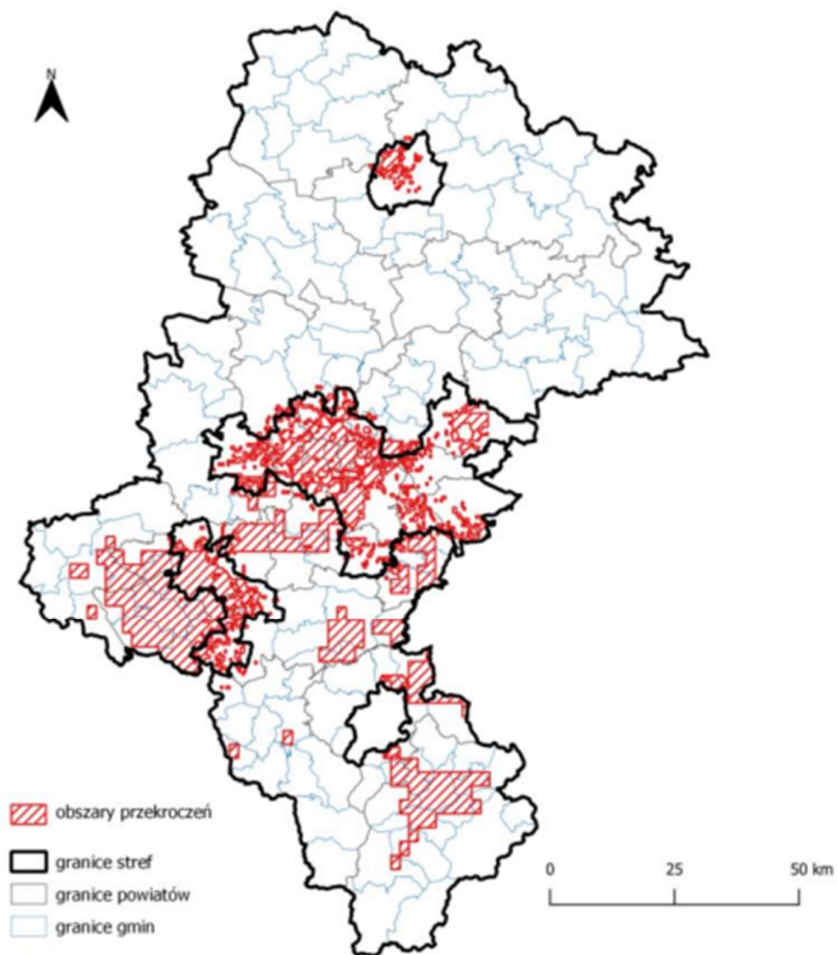 N
obszary przekroczeń
granice stref
granice powiatów
granice gmin
0 25 50 km